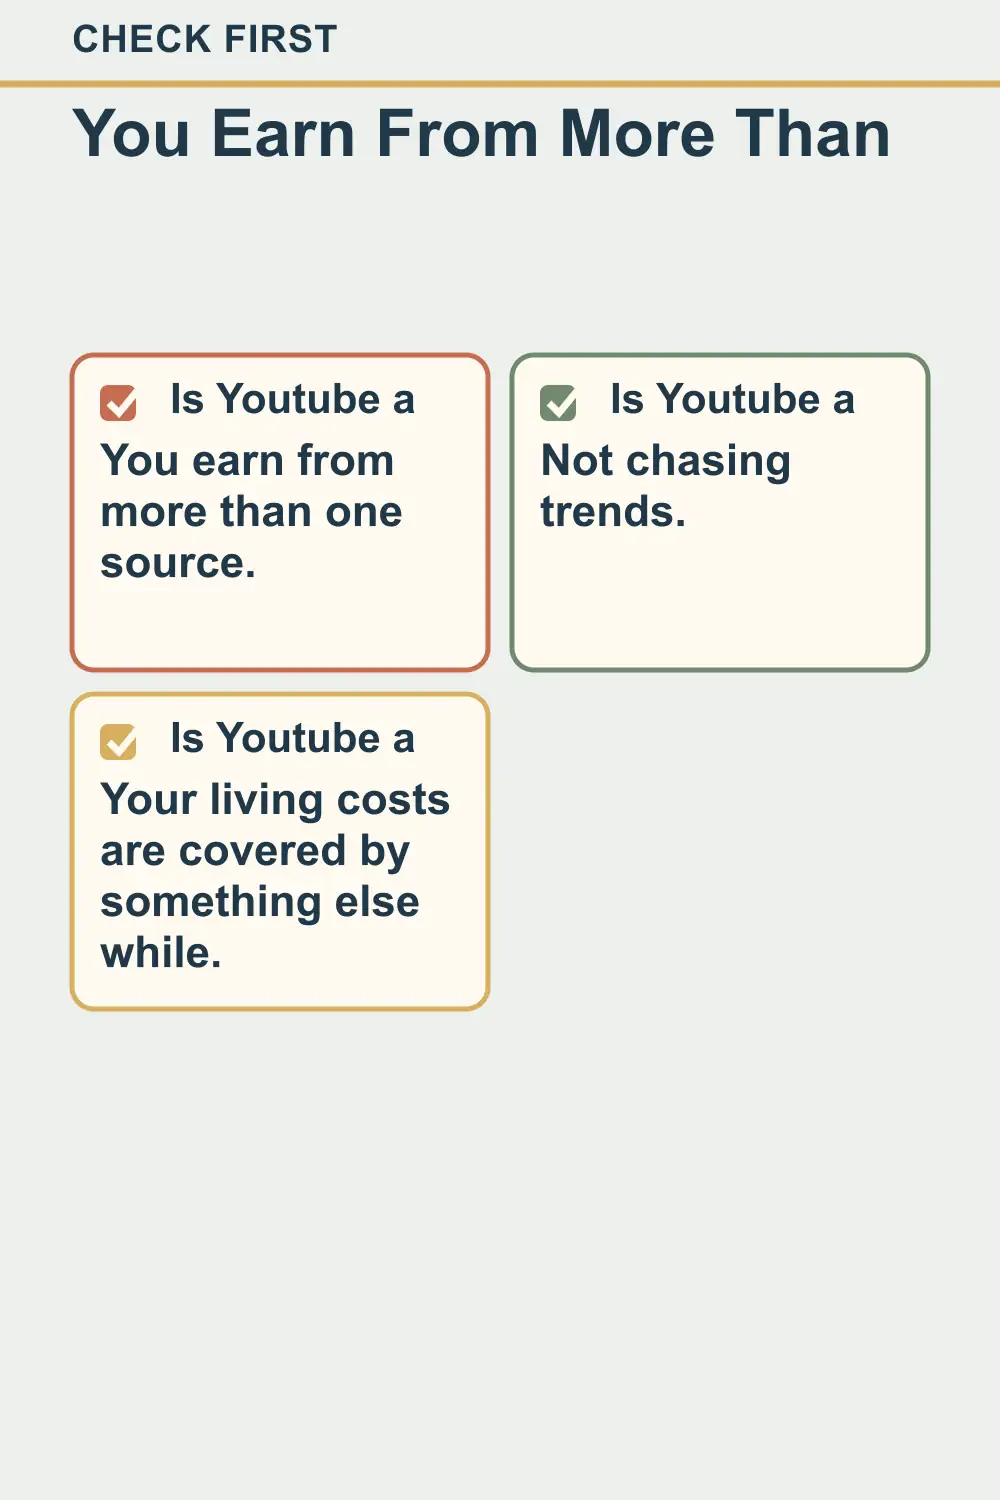 CHECK FIRST
You Earn From More Than
Is Youtube a
You earn from
more than one
source.
Is Youtube a
Not chasing
trends.
Is Youtube a
Your living costs
are covered by
something else
while.